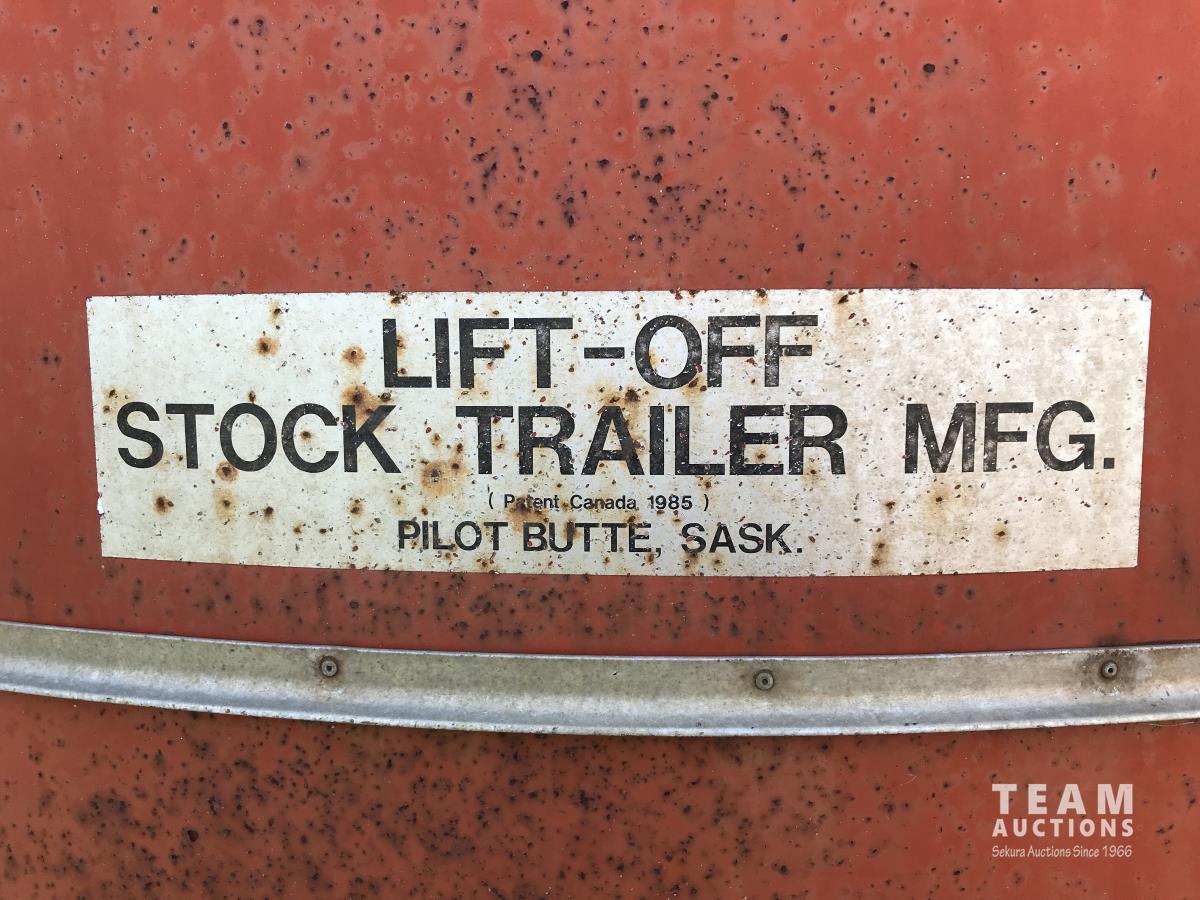 LIFT-OFF
STOCK TRAILER MFG.
( Patent Canada 1985 )
PILOT BUTTE, SASK.
TEAM
AUCTIONS
Sekura Auctions Since 1966